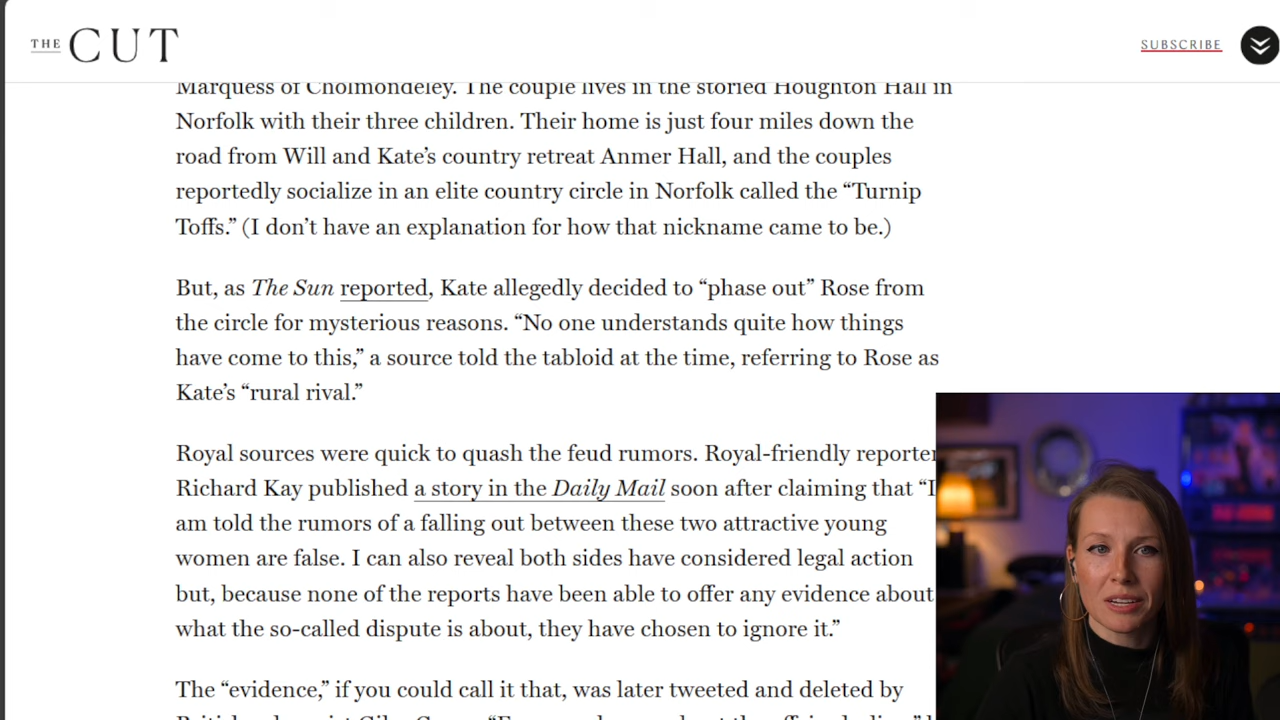 THE CUT
SUBSCRIBE
Marquess of Cholmondeley. The couple lives in the storied Houghton Hall in
Norfolk with their three children. Their home is just four miles down the
road from Will and Kate’s country retreat Anmer Hall, and the couples
reportedly socialize in an elite country circle in Norfolk called the “Turnip
Toffs.” (I don’t have an explanation for how that nickname came to be.)
But, as The Sun reported, Kate allegedly decided to “phase out” Rose from
the circle for mysterious reasons. “No one understands quite how things
have come to this,” a source told the tabloid at the time, referring to Rose as
Kate’s “rural rival.”
Royal sources were quick to quash the feud rumors. Royal-friendly reporter
Richard Kay published a story in the Daily Mail soon after claiming that “I
am told the rumors of a falling out between these two attractive young
women are false. I can also reveal both sides have considered legal action
but, because none of the reports have been able to offer any evidence about
what the so-called dispute is about, they have chosen to ignore it.”
The “evidence,” if you could call it that, was later tweeted and deleted by